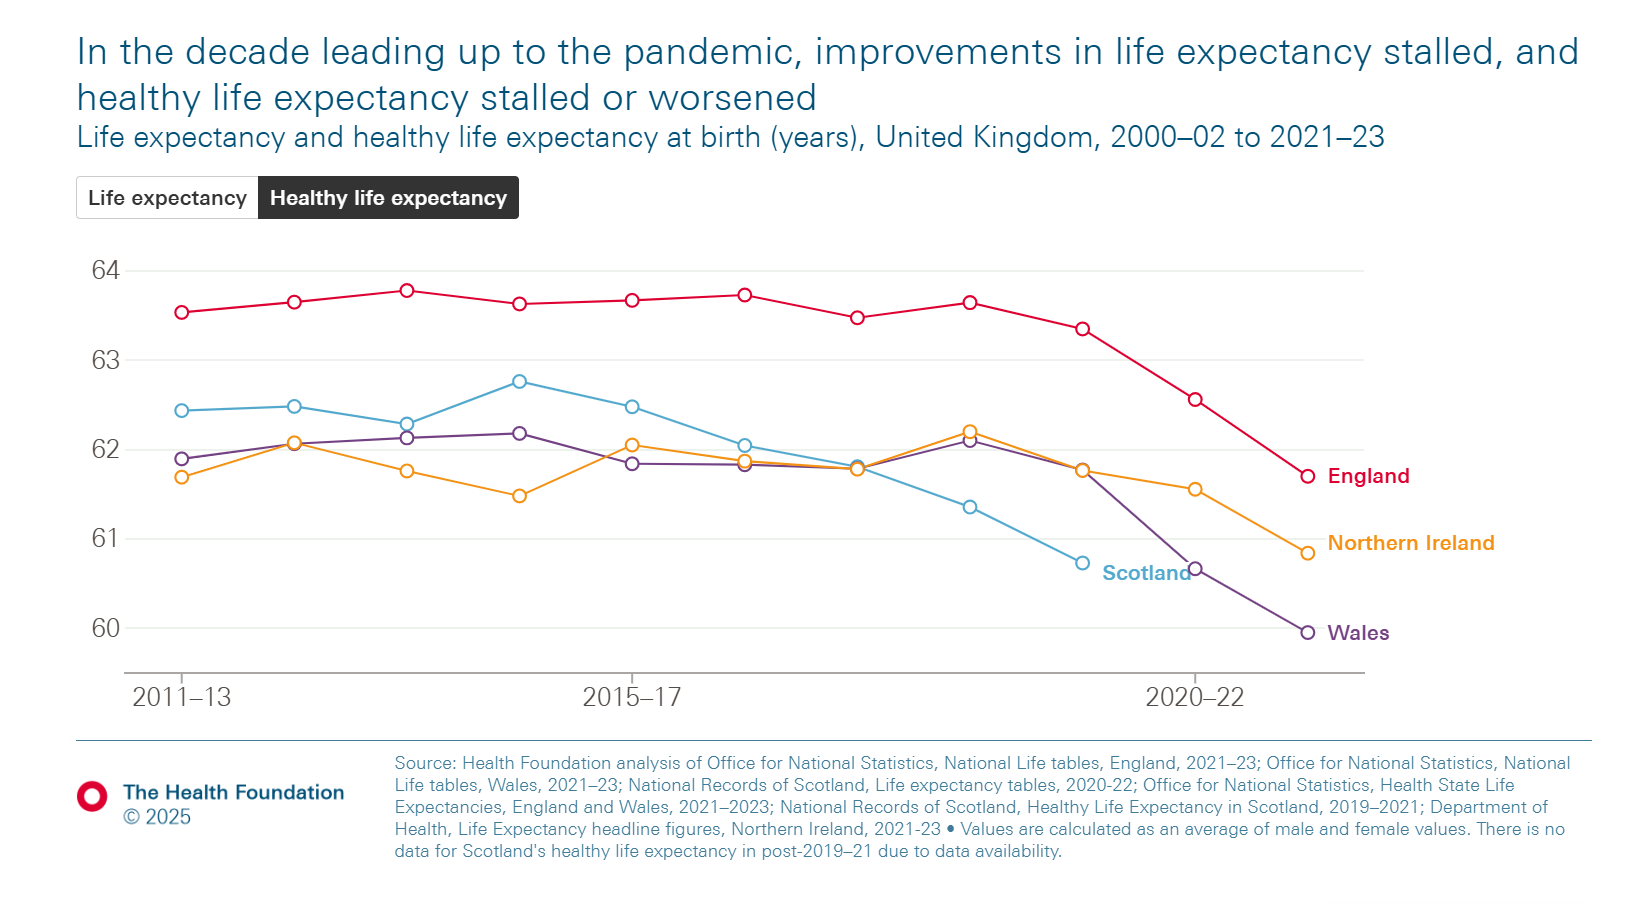 In the decade leading up to the pandemic, improvements in life expectancy stalled, and
healthy life expectancy stalled or worsened
Life expectancy and healthy life expectancy at birth (years), United Kingdom, 2000–02 to 2021–23
Life expectancy
Healthy life expectancy
64
63
62
61
60
England
Northern Ireland
Scotland
Wales
2011–13
2015–17
2020–22
The Health Foundation
© 2025
Source: Health Foundation analysis of Office for National Statistics, National Life tables, England, 2021–23; Office for National Statistics, National
Life tables, Wales, 2021–23; National Records of Scotland, Life expectancy tables, 2020-22; Office for National Statistics, Health State Life
Expectancies, England and Wales, 2021–2023; National Records of Scotland, Healthy Life Expectancy in Scotland, 2019–2021; Department of
Health, Life Expectancy headline figures, Northern Ireland, 2021-23 • Values are calculated as an average of male and female values. There is no
data for Scotland's healthy life expectancy in post-2019–21 due to data availability.